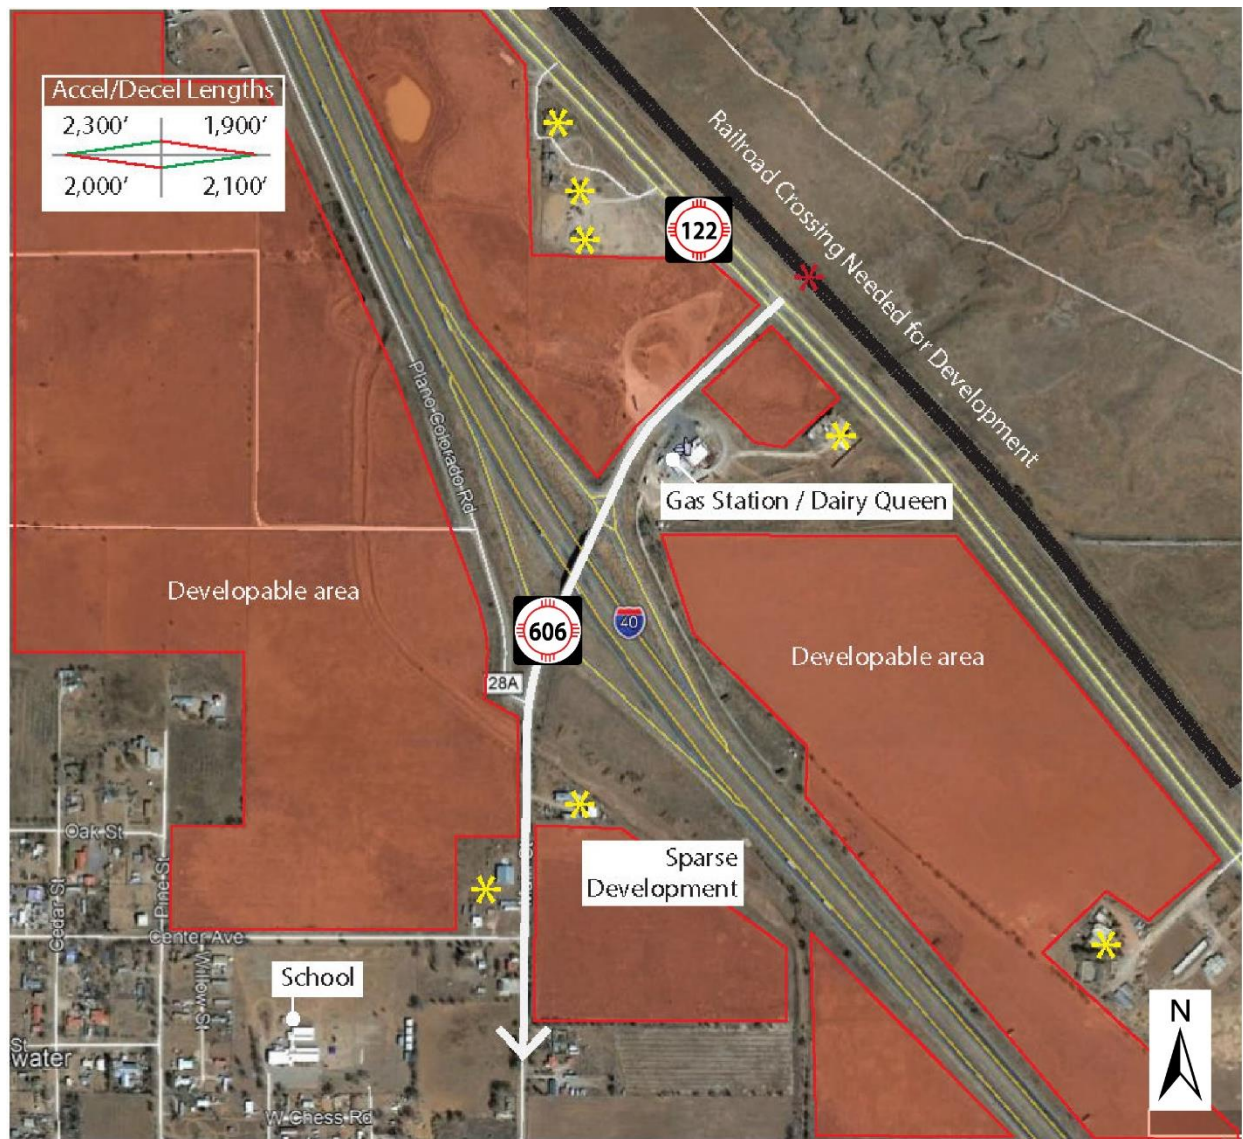 Accel/Decel Lengths
2,300' 1,900'
2,000' 2,100'
122
Railroad Crossing Needed for Development
Plano Colorado Rd
Gas Station / Dairy Queen
Developable area
606
40
Developable area
28A
Oak St
Sparse
Development
Cedar St
Pine St
Center Ave
Willow St
School
St
water
W Chess Rd
N